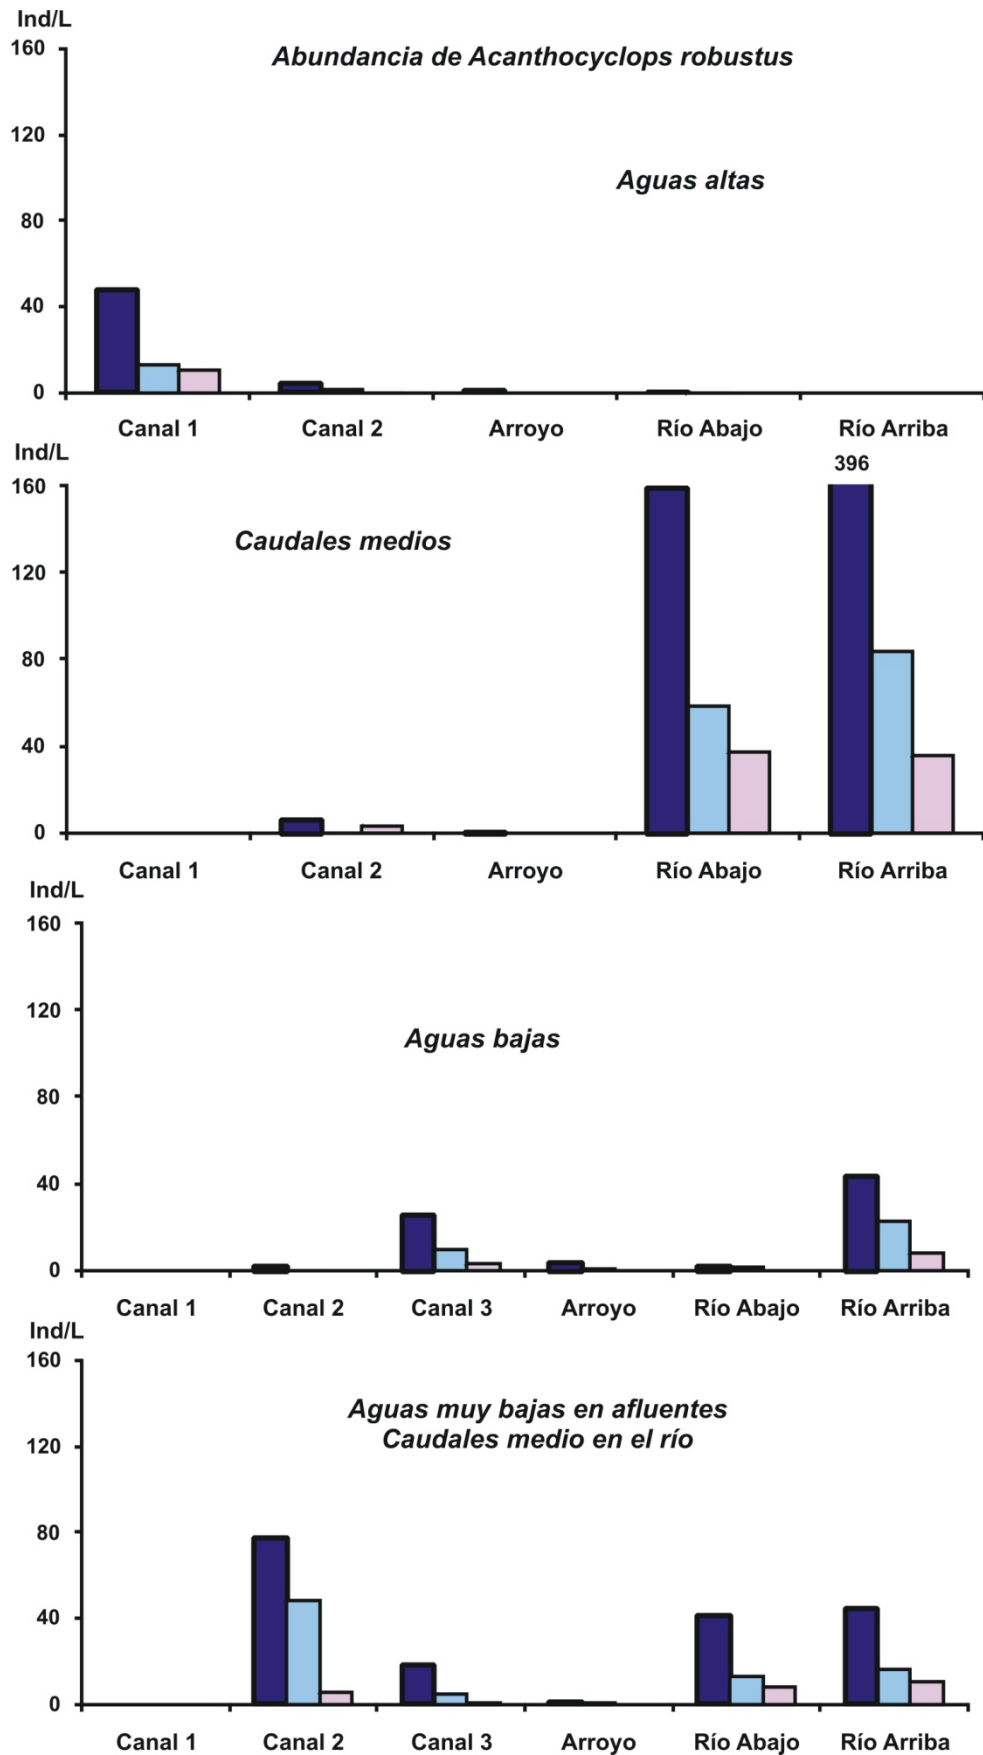 Ind/L
160
Abundancia de Acanthocyclops robustus
120
Aguas altas
80
40
0
Canal 1 Canal 2 Arroyo Río Abajo Río Arriba
Ind/L
396
160
Caudales medios
120
80
40
0
Canal 1 Canal 2 Arroyo Río Abajo Río Arriba
Ind/L
160
120
Aguas bajas
80
40
0
Canal 1 Canal 2 Canal 3 Arroyo Río Abajo Río Arriba
Ind/L
160
Aguas muy bajas en afluentes
Caudales medio en el río
120
80
40
0
Canal 1 Canal 2 Canal 3 Arroyo Río Abajo Río Arriba